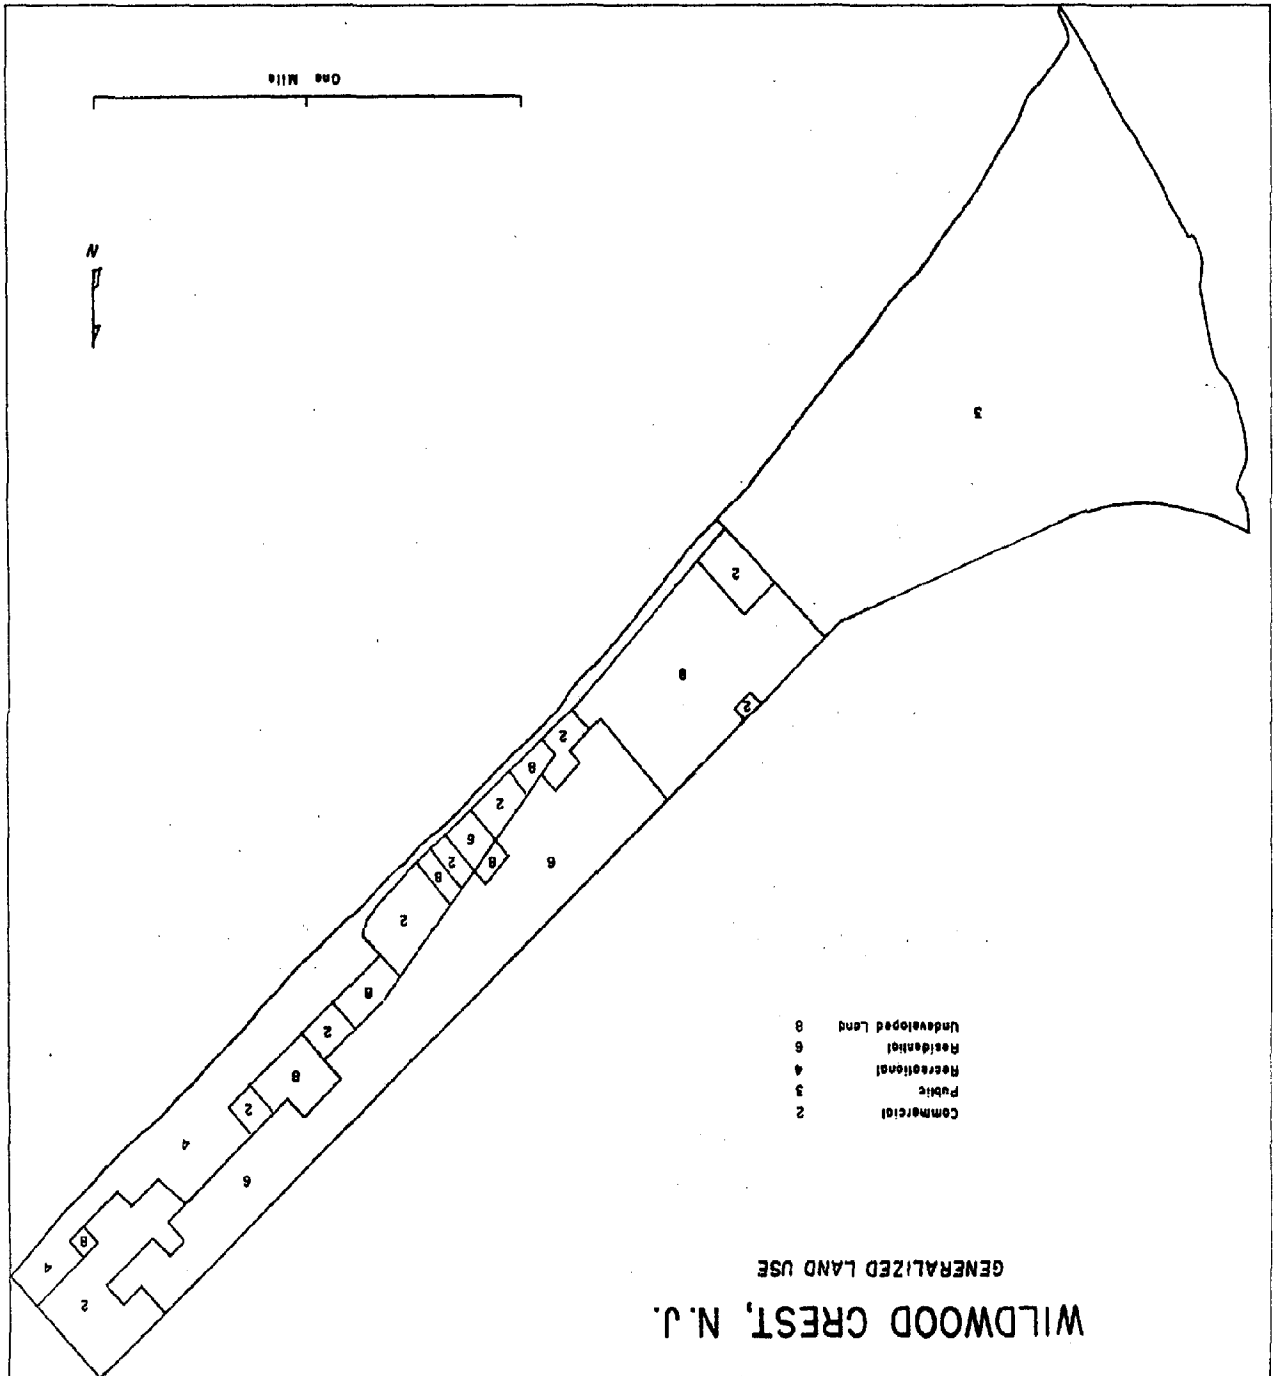 WILDWOOD CREST, N.J.
GENERALIZED LAND USE
Commercial 2
Public 3
Recreational 4
Residential 6
Undeveloped Land 8
2
4
8
6
4
2
8
2
8
2
8
6
8
2
6
2
8
2
2
8
2
3
N
One Mile